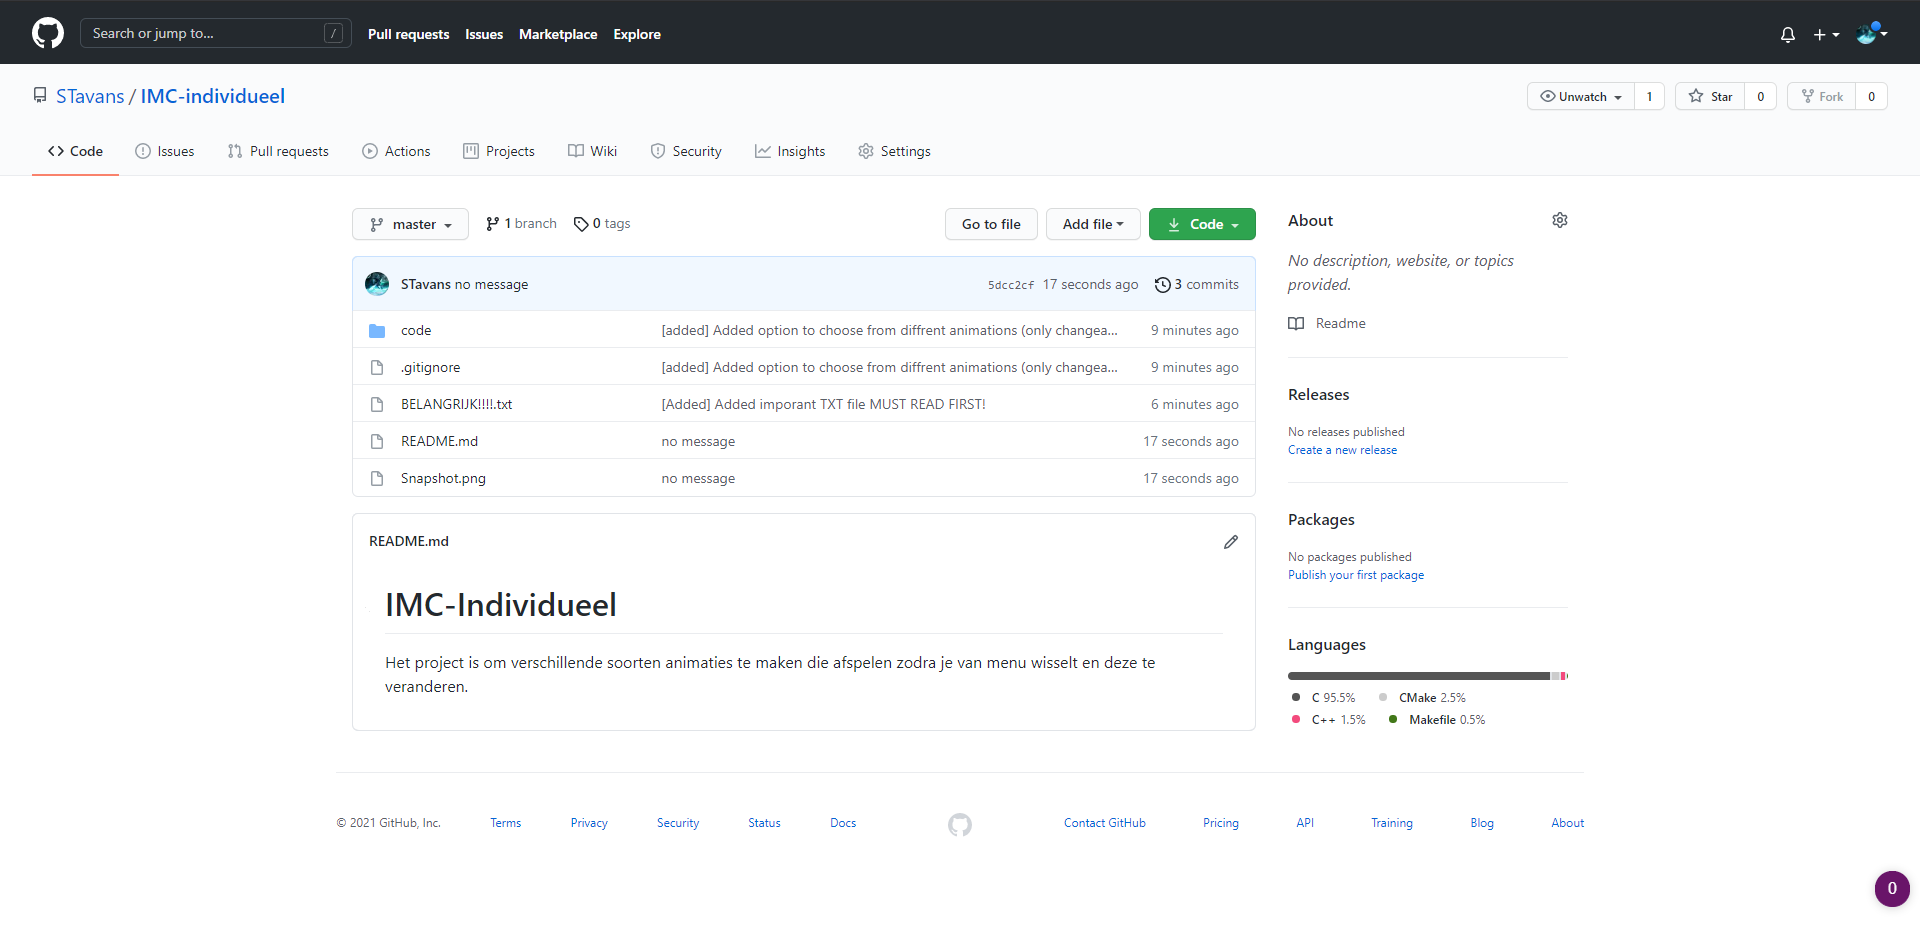 Search or jump to... /
Pull requests Issues Marketplace Explore
STavans / IMC-individueel
Unwatch 1 Star 0 Fork 0
Code Issues Pull requests Actions Projects Wiki Security Insights Settings
master 1 branch 0 tags Go to file Add file Code
STavans no message 5dcc2cf 17 seconds ago 3 commits
code [added] Added option to choose from diffrent animations (only changea... 9 minutes ago
.gitignore [added] Added option to choose from diffrent animations (only changea... 9 minutes ago
BELANGRIJK!!!!.txt [Added] Added imporant TXT file MUST READ FIRST! 6 minutes ago
README.md no message 17 seconds ago
Snapshot.png no message 17 seconds ago
README.md
IMC-Individueel
Het project is om verschillende soorten animaties te maken die afspelen zodra je van menu wisselt en deze te
veranderen.
About
No description, website, or topics
provided.
Readme
Releases
No releases published
Create a new release
Packages
No packages published
Publish your first package
Languages
C 95.5% CMake 2.5%
C++ 1.5% Makefile 0.5%
© 2021 GitHub, Inc. Terms Privacy Security Status Docs Contact GitHub Pricing API Training Blog About
0